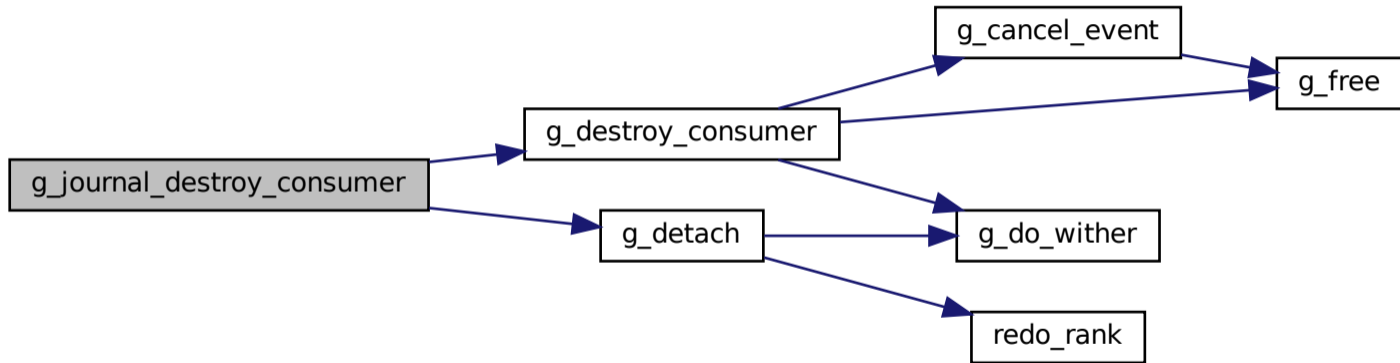 g_cancel_event
g_free
g_destroy_consumer
g_journal_destroy_consumer
g_detach
g_do_wither
redo_rank